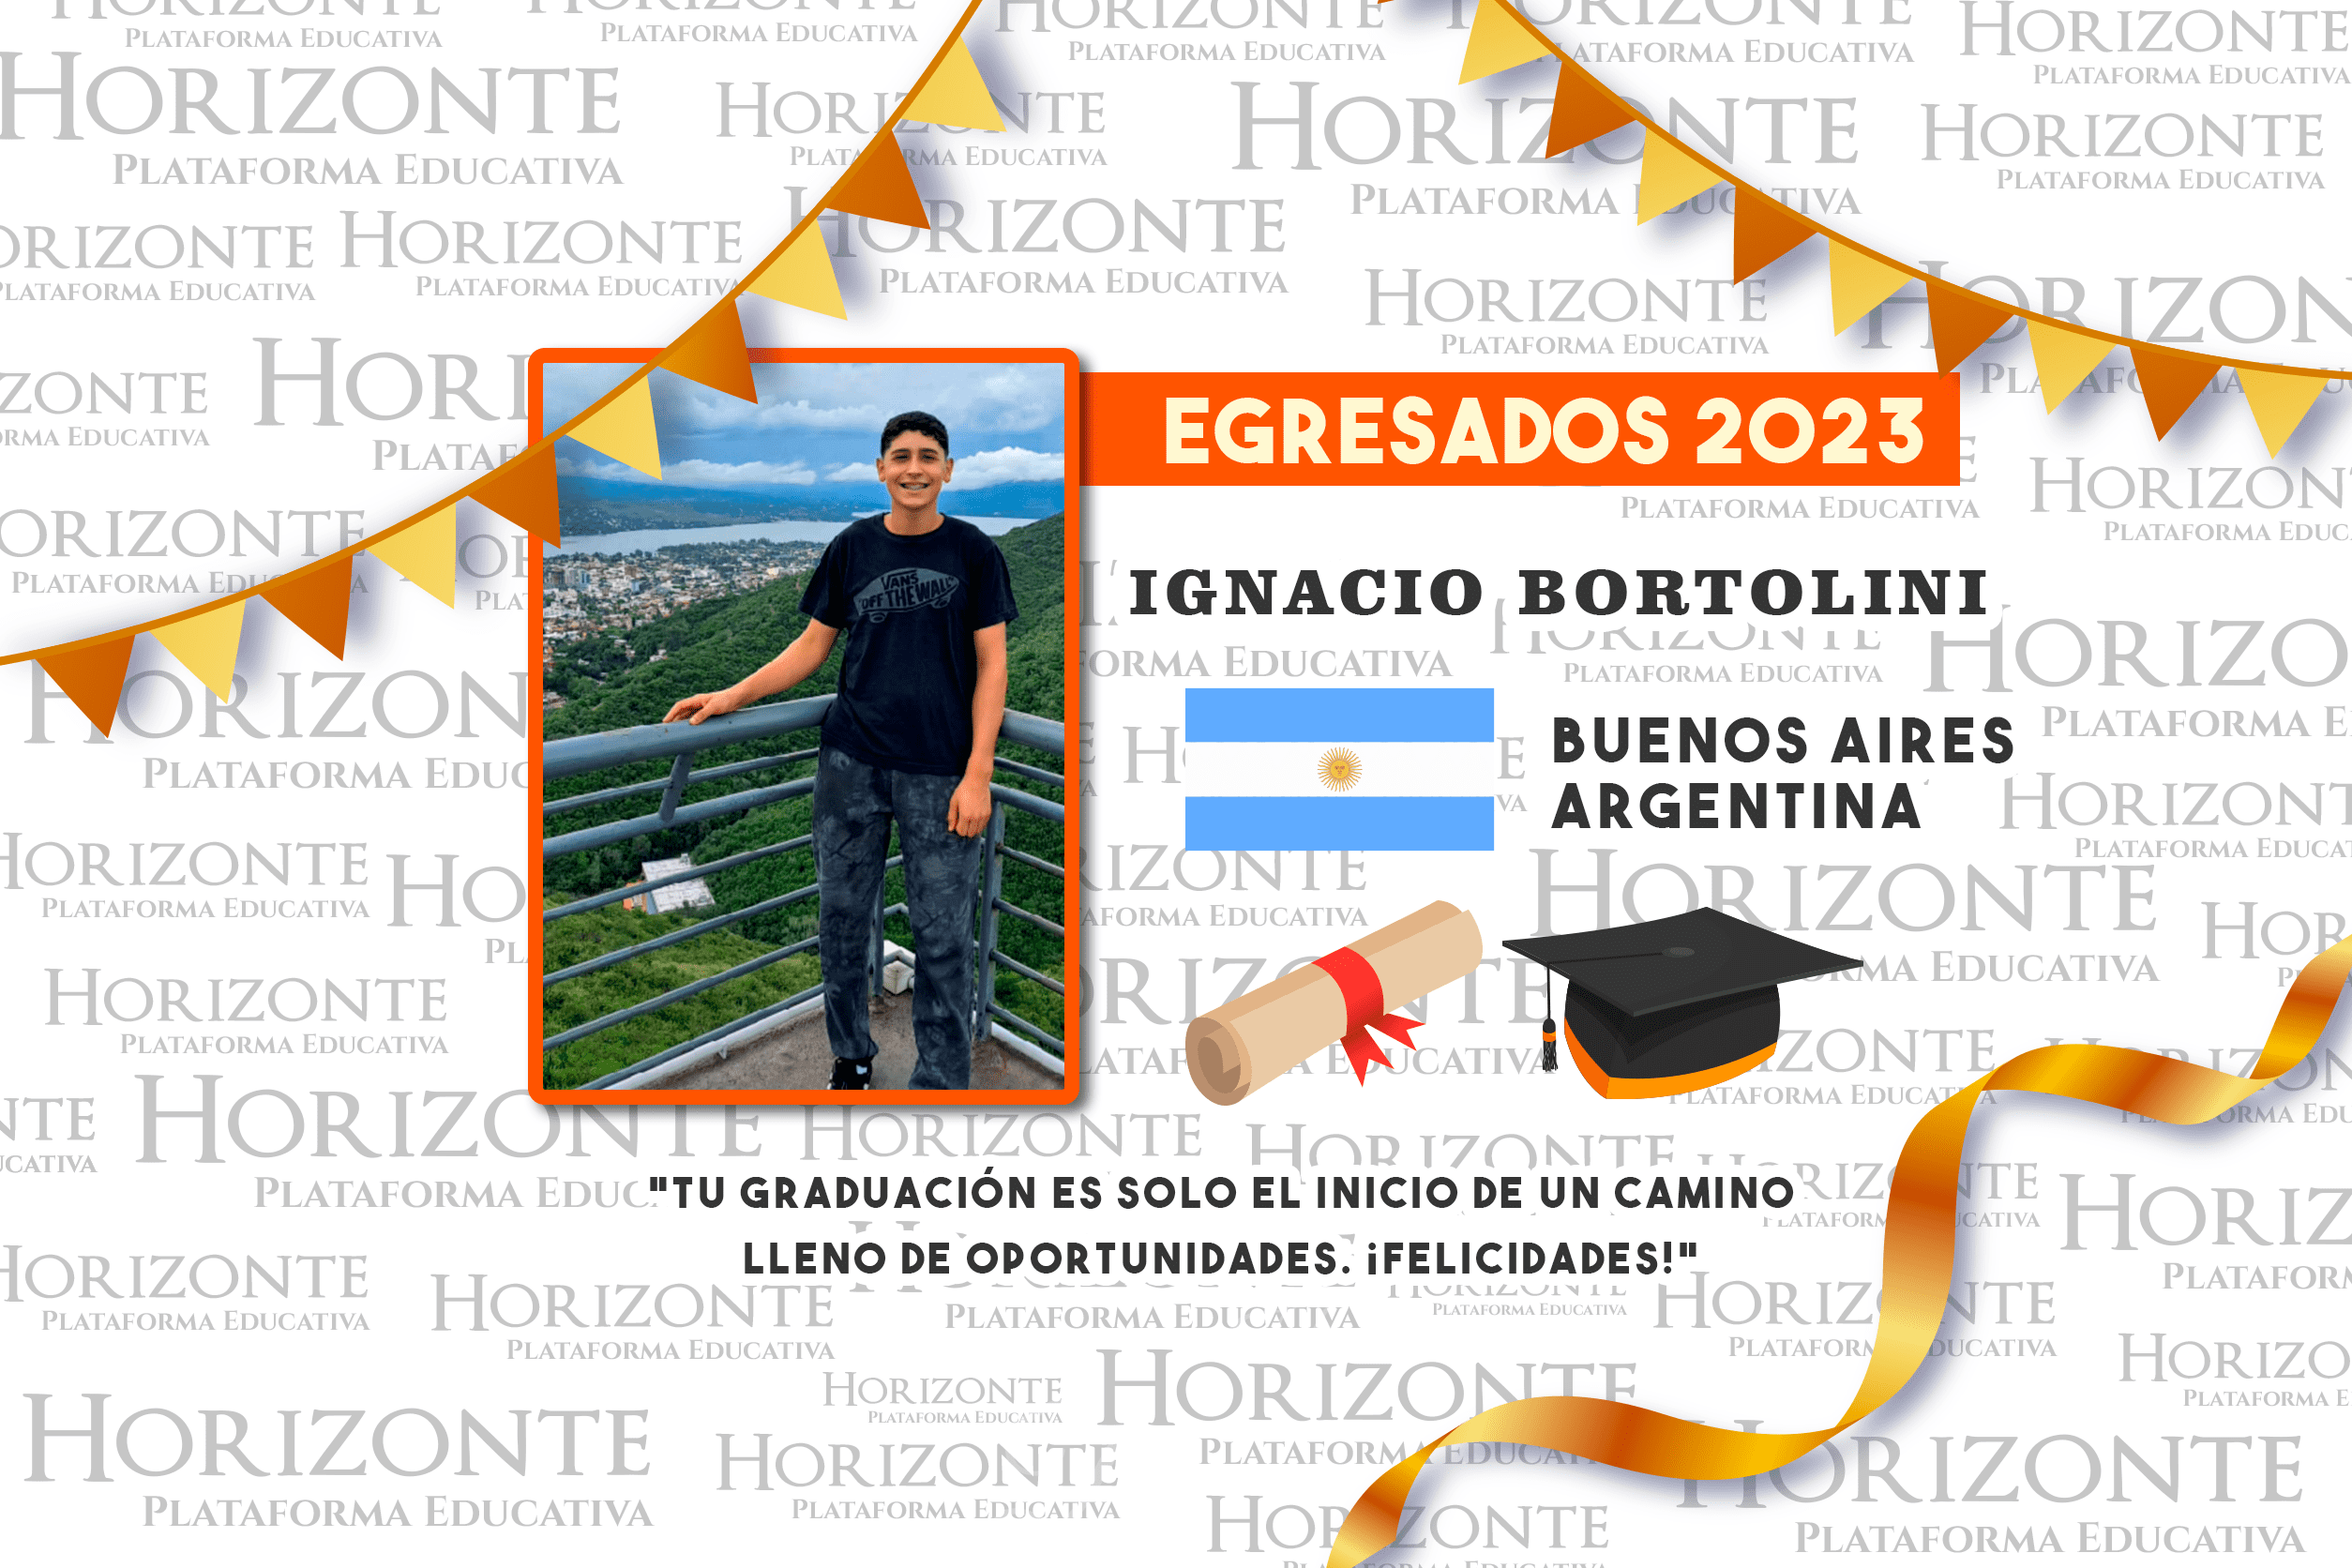 HORIZONTE
PLATAFORMA EDUCATIVA
EGRESADOS 2023
IGNACIO BORTOLINI
BUENOS AIRES
ARGENTINA
VANS
"OFF THE WALL"
"TU GRADUACIÓN ES SOLO EL INICIO DE UN CAMINO
LLENO DE OPORTUNIDADES. ¡FELICIDADES!"